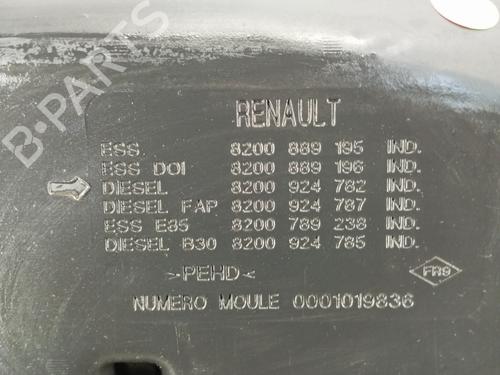 B-PARTS
RENAULT
ESS. 8200 889 195 IND.
ESS DOI 8200 889 196 IND.
DIESEL 8200 924 782 IND.
DIESEL FAP 8200 924 787 IND.
ESS E85 8200 789 238 IND.
DIESEL B30 8200 924 785 IND.
>PEHD<
FR9
NUMERO MOULE 0001019836